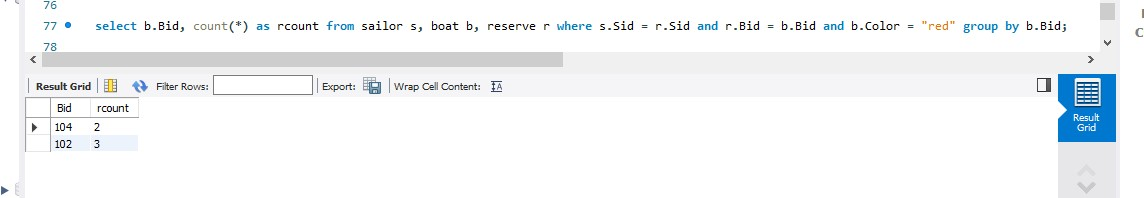 76
77 select b.Bid, count(*) as rcount from sailor s, boat b, reserve r where s.Sid = r.Sid and r.Bid = b.Bid and b.Color = "red" group by b.Bid;
78
Result Grid Filter Rows: Export: Wrap Cell Content: IA
Bid rcount
104 2
102 3
Result
Grid